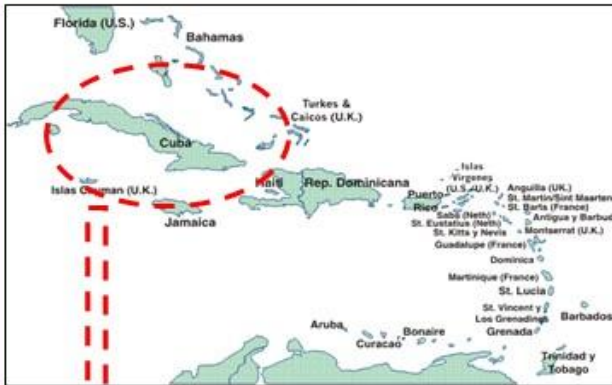 Florida (U.S.)
Bahamas
Turkes &
Caicos (U.K.)
Cuba
Islas Cayman (U.K.)
Haiti
Rep. Dominicana
Jamaica
Puerto
Rico
Islas
Virgenes
(U.S./U.K.)
Anguilla (UK.)
St. Martin/Sint Maarten
St. Barts (France)
Saba (Neth)
St. Eustatius (Neth)
St. Kitts y Nevis
Antigua y Barbud
Montserrat (U.K.)
Guadalupe (France)
Dominica
Martinique (France)
St. Lucia
St. Vincent y
Los Grenadines
Barbados
Grenada
Aruba
Curacao
Bonaire
Trinidad y
Tobago